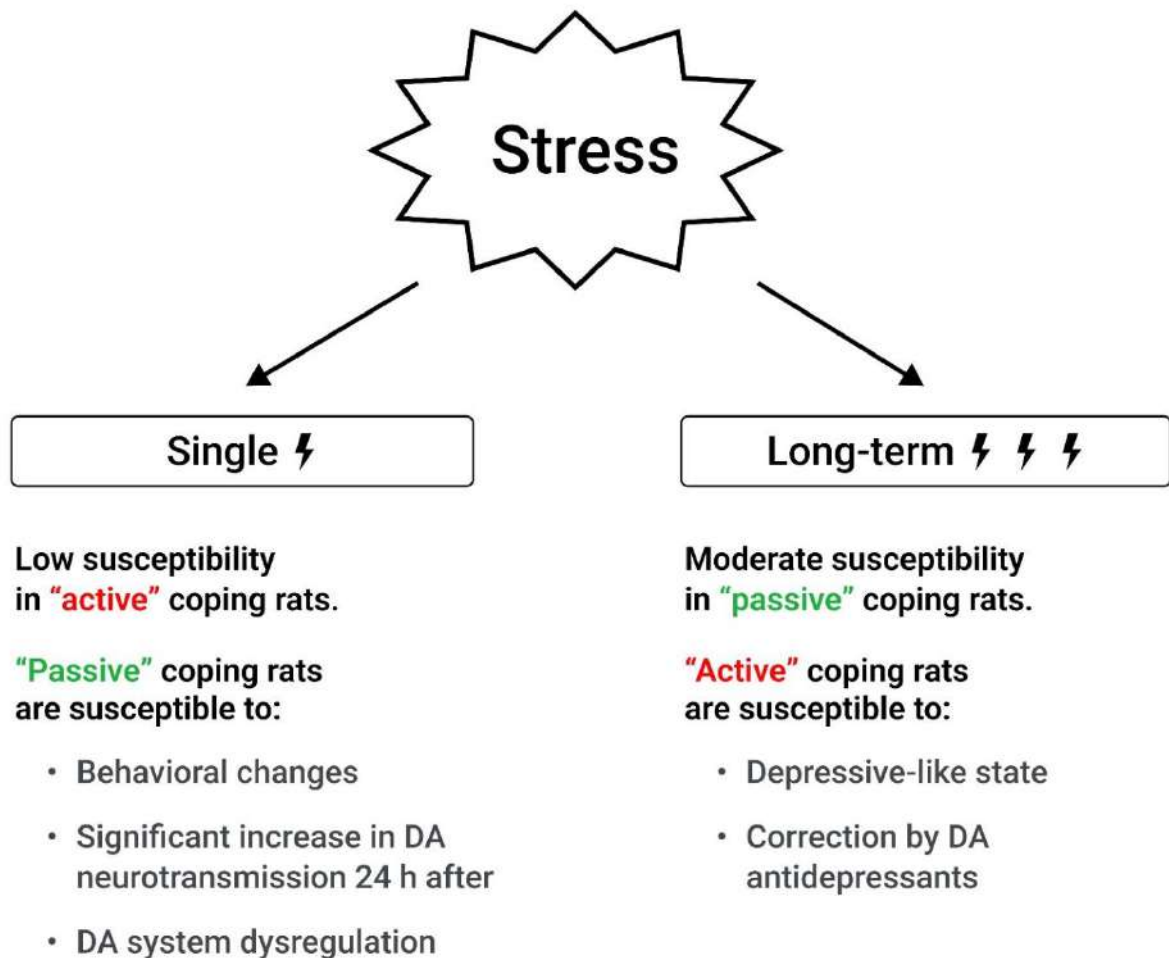 Stress
Single
Low susceptibility
in “active” coping rats.
“Passive” coping rats
are susceptible to:
• Behavioral changes
• Significant increase in DA
neurotransmission 24 h after
• DA system dysregulation
Long-term
Moderate susceptibility
in “passive” coping rats.
“Active” coping rats
are susceptible to:
• Depressive-like state
• Correction by DA
antidepressants